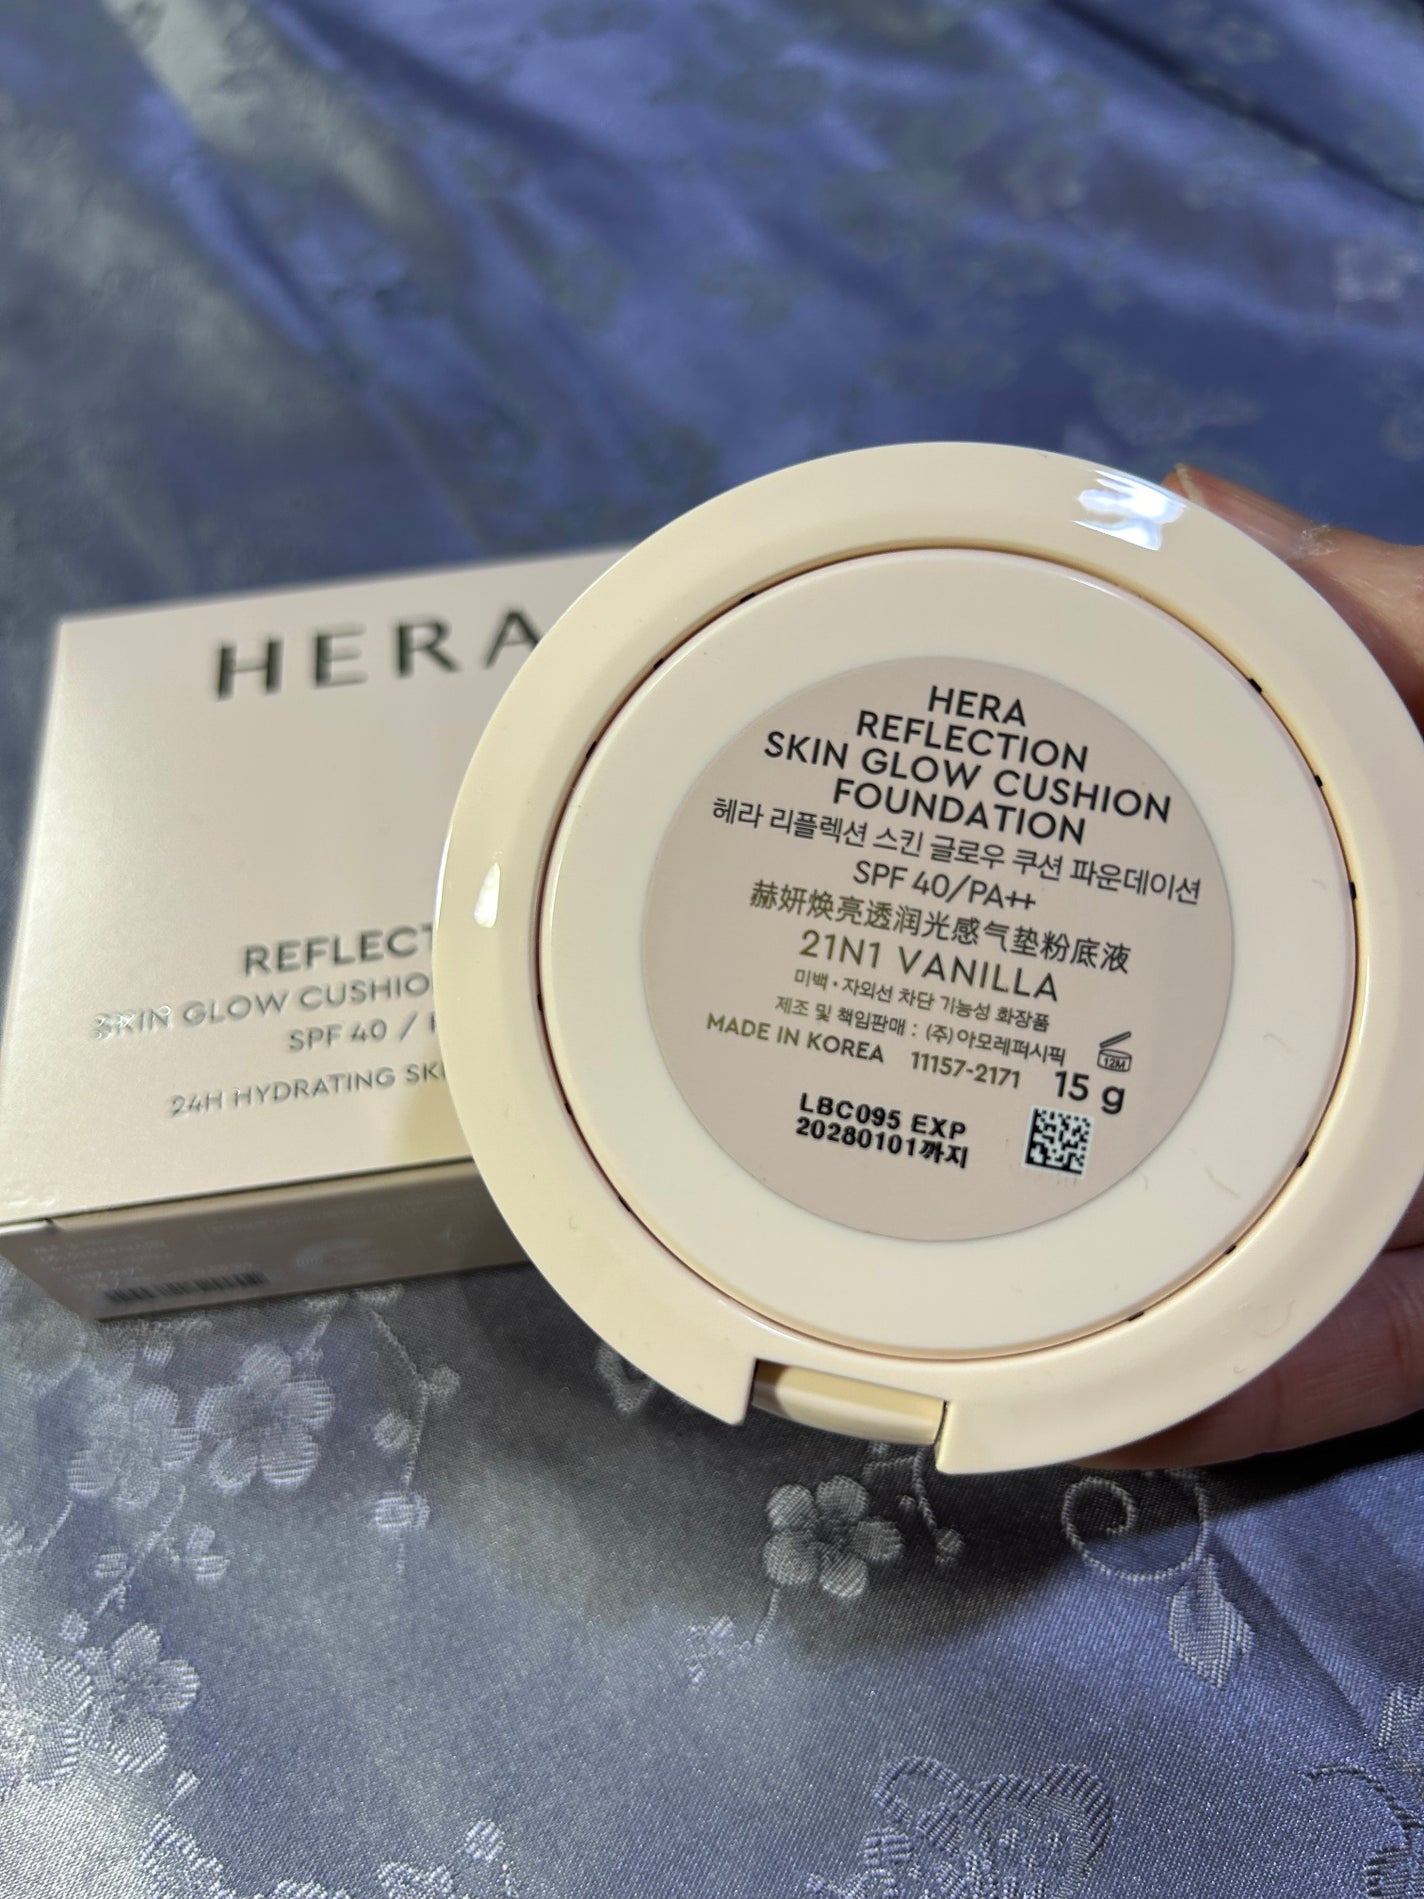 HERA
REFLECT
SKIN GLOW CUSHIO
SPF 40 /
24H HYDRATING SK
HERA
REFLECTION
SKIN GLOW CUSHION
FOUNDATION
헤라 리플렉션 스킨 글로우 쿠션 파운데이션
SPF 40/PA++
赫妍焕亮透润光感气垫粉底液
21N1 VANILLA
미백・자외선 차단 기능성 화장품
제조 및 책임판매 : (주)아모레퍼시픽
MADE IN KOREA 11157-2171
12M
15 g
LBC095 EXP
20280101까지